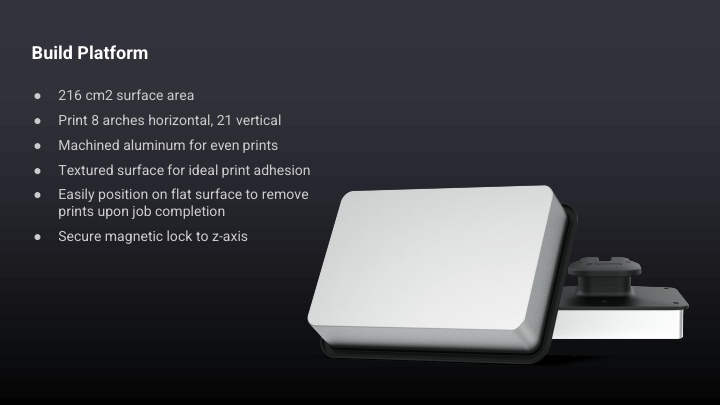 Build Platform
● 216 cm2 surface area
● Print 8 arches horizontal, 21 vertical
● Machined aluminum for even prints
● Textured surface for ideal print adhesion
● Easily position on flat surface to remove
prints upon job completion
● Secure magnetic lock to z-axis